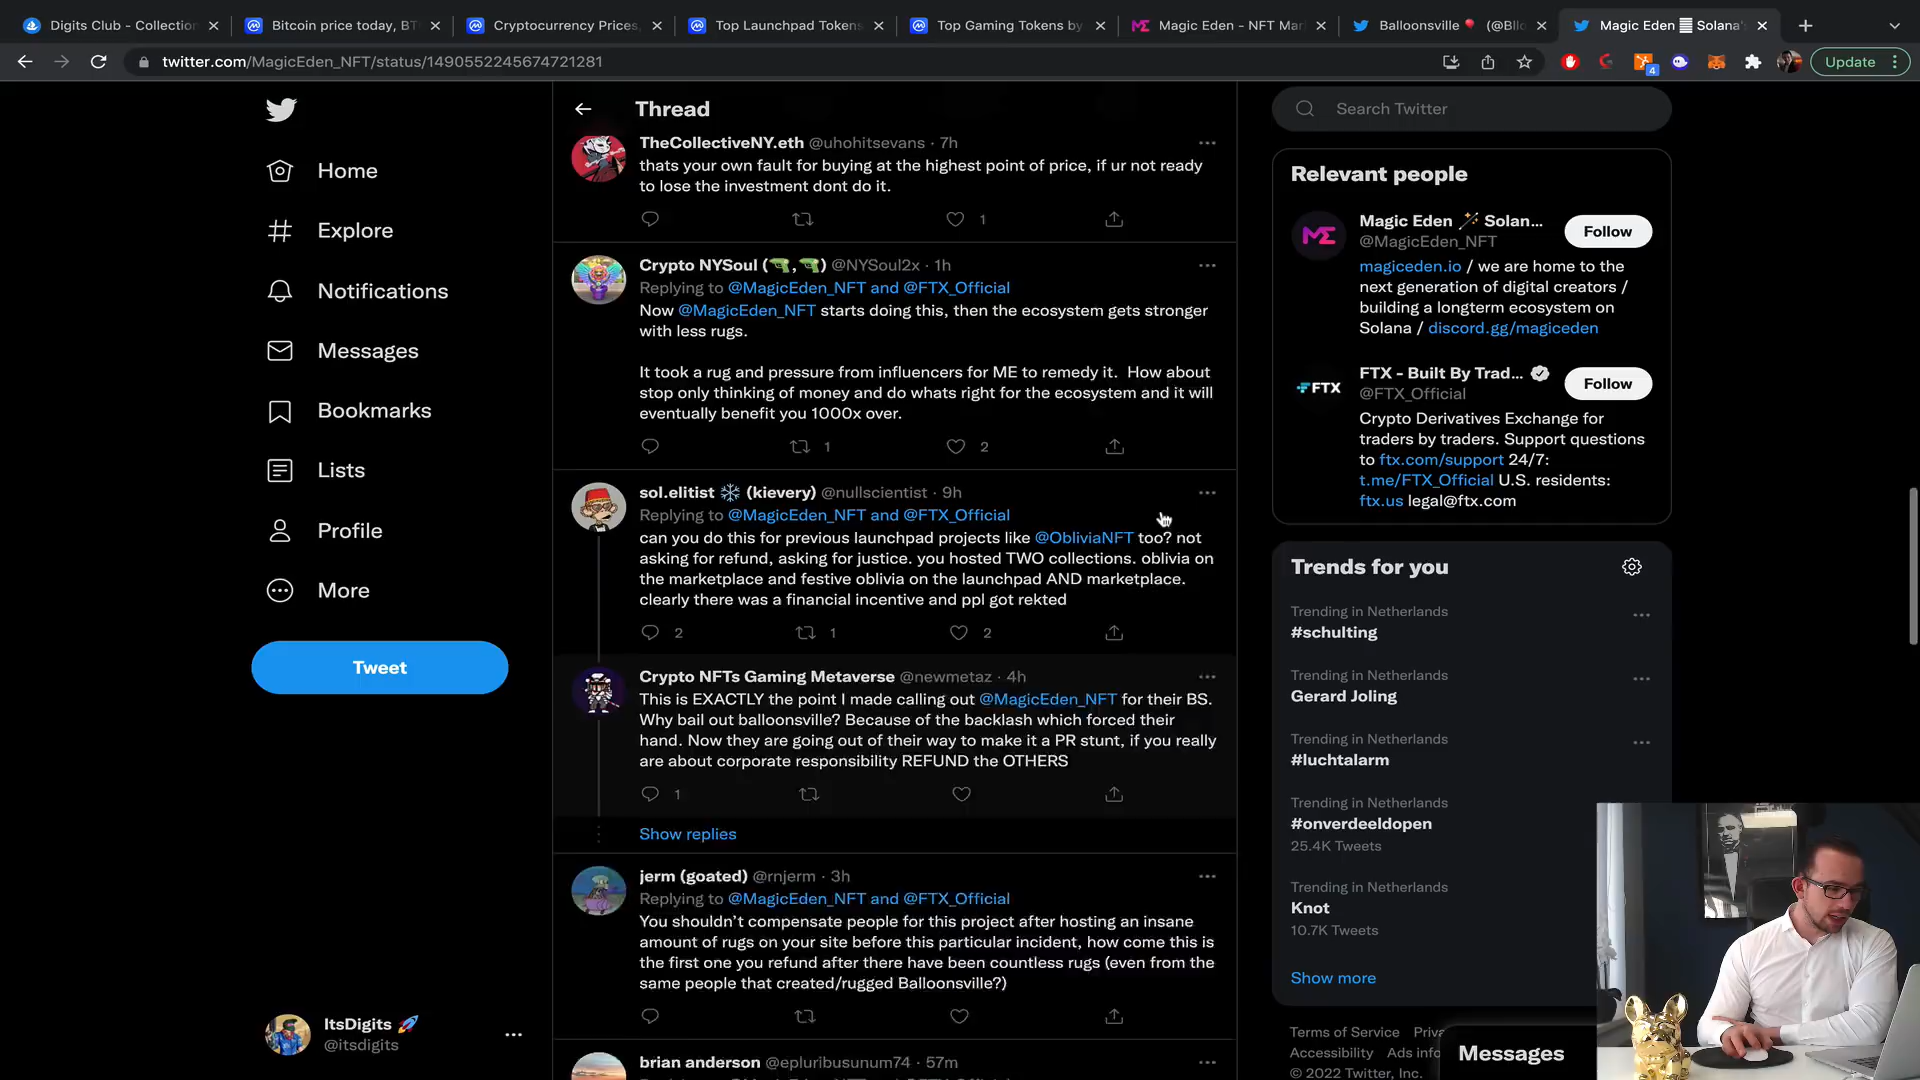 Digits Club - Collection
Bitcoin price today, BT
Cryptocurrency Prices,
Top Launchpad Tokens
Top Gaming Tokens by
Magic Eden - NFT Mar
Balloonsville🎈 (@Bllo
Magic Eden Solana's
twitter.com/MagicEden_NFT/status/1490552245674721281
4
Update
Home
Explore
Notifications
Messages
Bookmarks
Lists
Profile
More
Tweet
ItsDigits 🚀
@itsdigits
Thread
TheCollectiveNY.eth @uhohitsevans · 7h
thats your own fault for buying at the highest point of price, if ur not ready
to lose the investment dont do it.
1
Crypto NYSoul (🔫,🔫) @NYSoul2x · 1h
Replying to @MagicEden_NFT and @FTX_Official
Now @MagicEden_NFT starts doing this, then the ecosystem gets stronger
with less rugs.
It took a rug and pressure from influencers for ME to remedy it. How about
stop only thinking of money and do whats right for the ecosystem and it will
eventually benefit you 1000x over.
1 2
sol.elitist ❄️ (kievery) @nullscientist · 9h
Replying to @MagicEden_NFT and @FTX_Official
can you do this for previous launchpad projects like @ObliviaNFT too? not
asking for refund, asking for justice. you hosted TWO collections. oblivia on
the marketplace and festive oblivia on the launchpad AND marketplace.
clearly there was a financial incentive and ppl got rekted
2 1 2
Crypto NFTs Gaming Metaverse @newmetaz · 4h
This is EXACTLY the point I made calling out @MagicEden_NFT for their BS.
Why bail out balloonsville? Because of the backlash which forced their
hand. Now they are going out of their way to make it a PR stunt, if you really
are about corporate responsibility REFUND the OTHERS
1
Show replies
jerm (goated) @rnjerm · 3h
Replying to @MagicEden_NFT and @FTX_Official
You shouldn't compensate people for this project after hosting an insane
amount of rugs on your site before this particular incident, how come this is
the first one you refund after there have been countless rugs (even from the
same people that created/rugged Balloonsville?)
brian anderson @epluribusunum74 · 57m
Search Twitter
Relevant people
Magic Eden 🪄 Solan...
@MagicEden_NFT
Follow
magiceden.io / we are home to the
next generation of digital creators /
building a longterm ecosystem on
Solana / discord.gg/magiceden
FTX
FTX - Built By Trad...
@FTX_Official
Follow
Crypto Derivatives Exchange for
traders by traders. Support questions
to ftx.com/support 24/7:
t.me/FTX_Official U.S. residents:
ftx.us legal@ftx.com
Trends for you
Trending in Netherlands
#schulting
Trending in Netherlands
Gerard Joling
Trending in Netherlands
#luchtalarm
Trending in Netherlands
#onverdeeldopen
25.4K Tweets
Trending in Netherlands
Knot
10.7K Tweets
Show more
Terms of Service Priva
Accessibility Ads info
© 2022 Twitter, Inc.
Messages